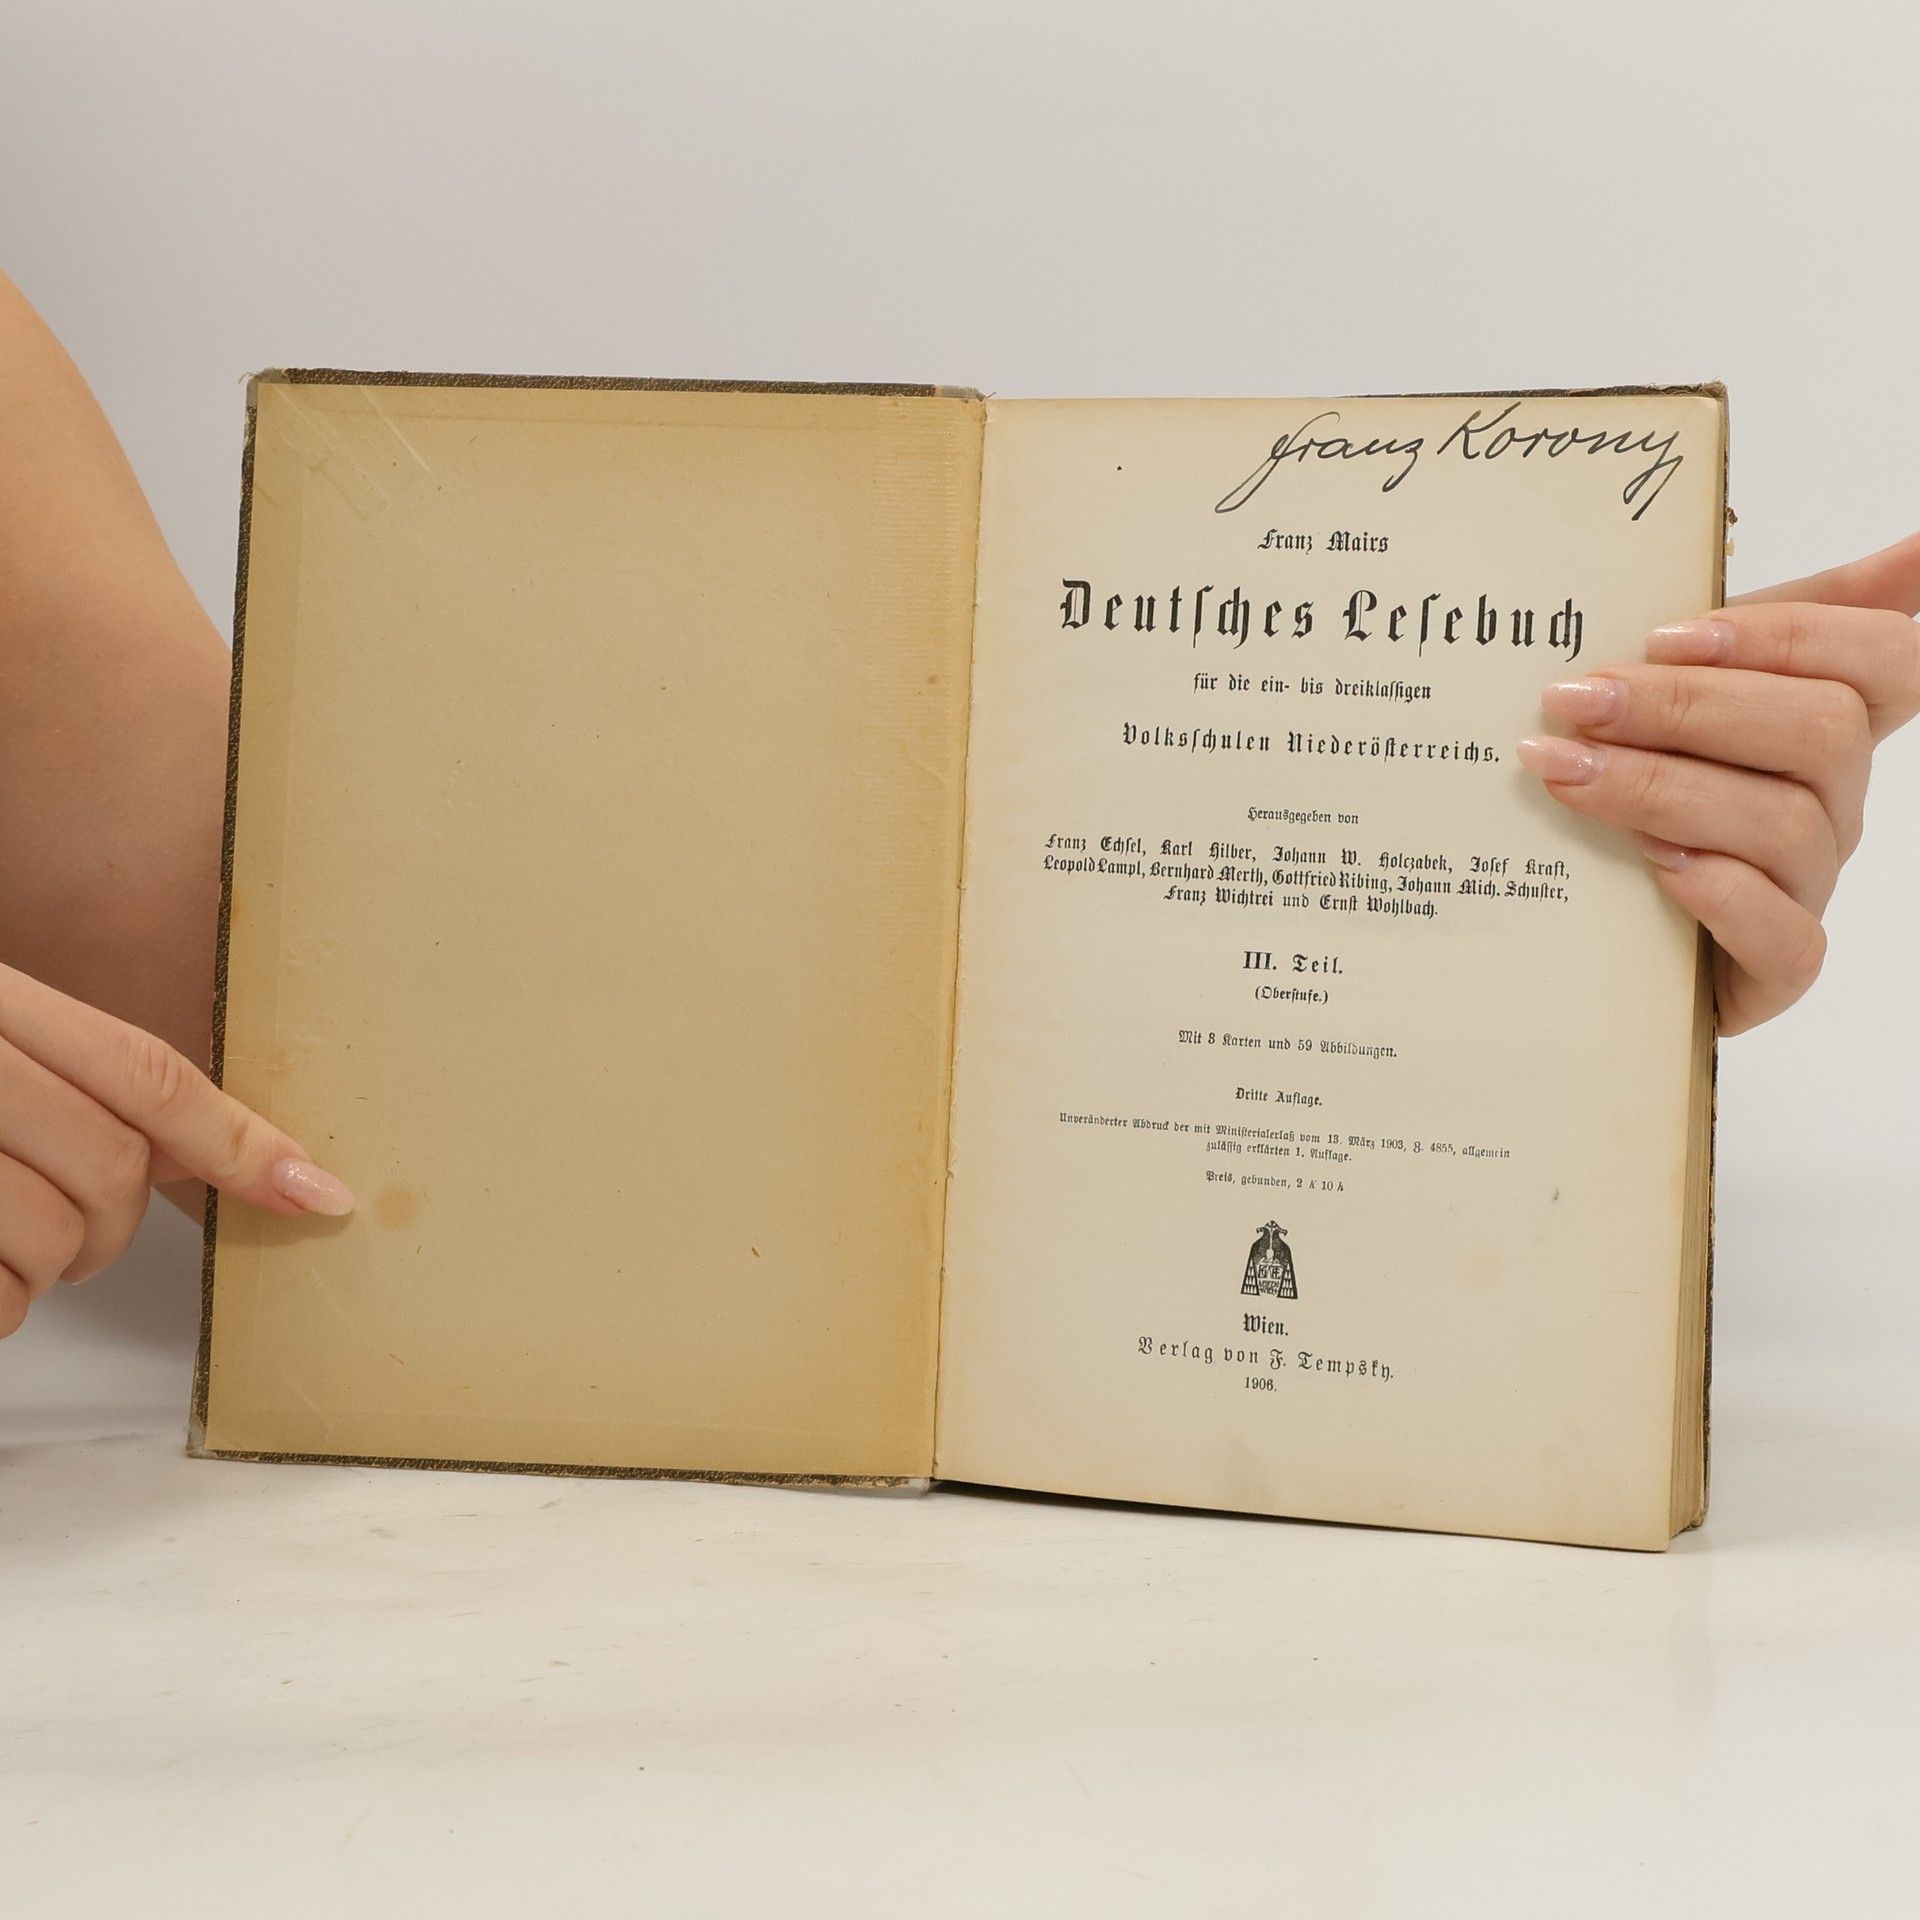 Franz Korony
Franz Mairs
Deutſches Leſebuch
für die ein- bis dreiklaſſigen
Volksſchulen Niederöſterreichs.
Herausgegeben von
Franz Echſel, Karl Hilber, Johann W. Holczabek, Joſef Kraft,
Leopold Lampl, Bernhard Merth, Gottfried Ribing, Johann Mich. Schuſter,
Franz Wichtrei und Ernſt Wohlbach.
III. Teil.
(Oberſtufe.)
Mit 8 Karten und 59 Abbildungen.
Dritte Auflage.
Unveränderter Abdruck der mit Miniſterialerlaß vom 13. März 1903, Z. 4855, allgemein
zuläſſig erklärten 1. Auflage.
Preis, gebunden, 2 K 10 h
Wien.
Verlag von F. Tempsky.
1906.